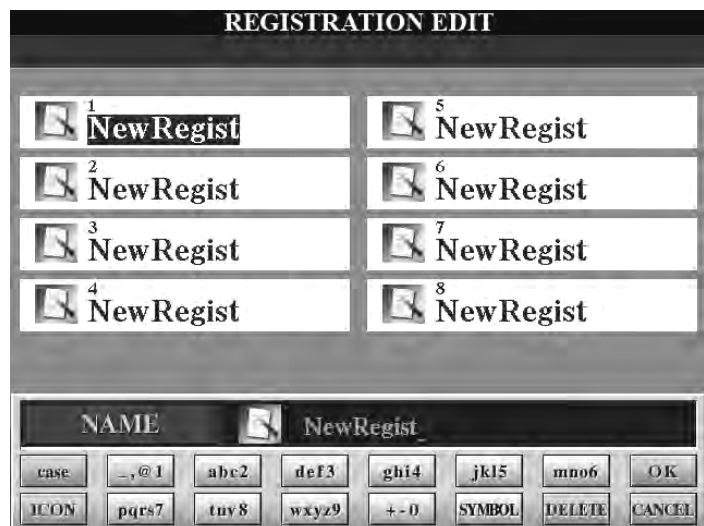 REGISTRATION EDIT
1
NewRegist
2
NewRegist
3
NewRegist
4
NewRegist
5
NewRegist
6
NewRegist
7
NewRegist
8
NewRegist
NAME NewRegist_
case _,@1 abc2 def3 ghi4 jkl5 mno6 OK
ICON pqrs7 tuv8 wxyz9 +-0 SYMBOL DELETE CANCEL